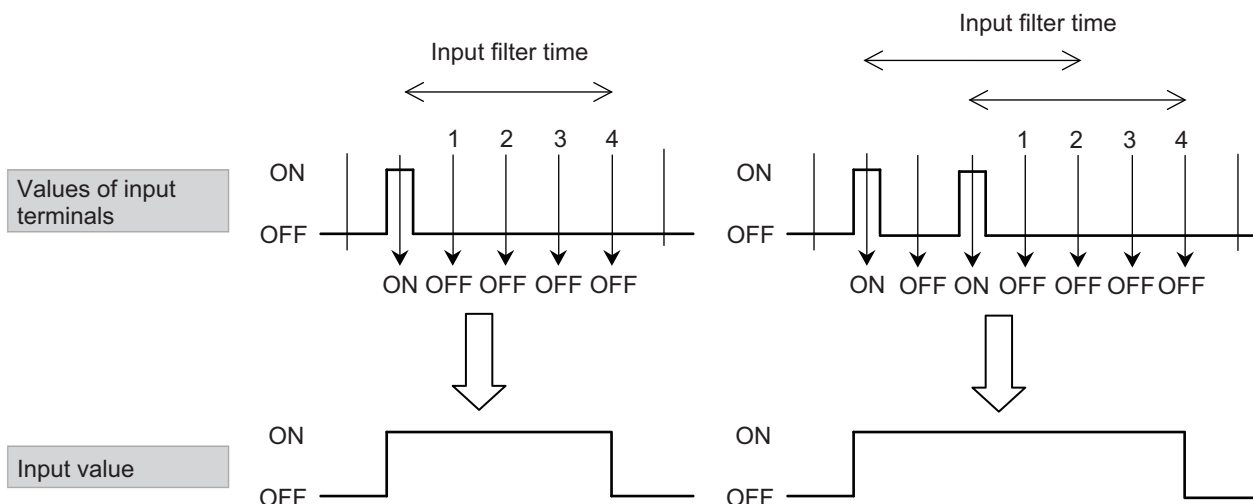 Input filter time
Input filter time
1 2 3 4
1 2 3 4
Values of input
terminals
ON
OFF
ON
OFF
ON OFF OFF OFF OFF
ON OFF ON OFF OFF OFF OFF
Input value
ON
OFF
ON
OFF